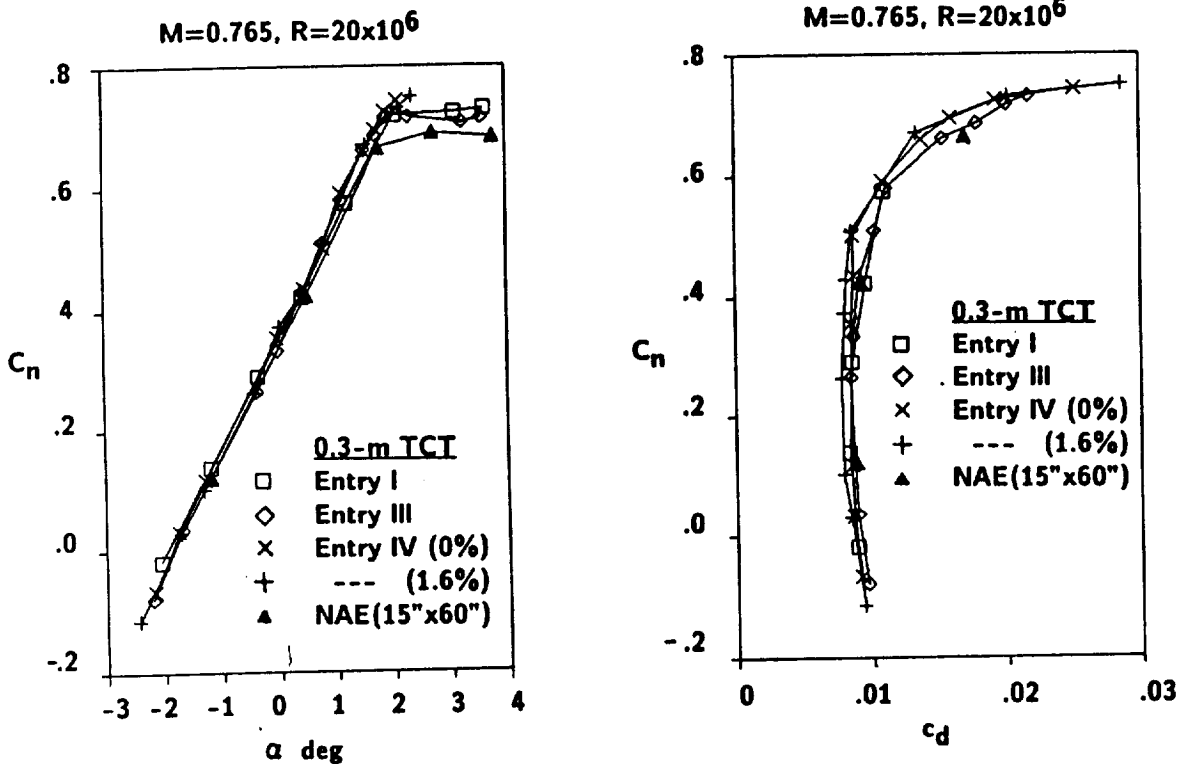 M=0.765, R=20x10⁶
.8
.6
4
.2
.0
-.2
Cn
-3 -2 -1 0 1 2 3 4
α deg
0.3-m TCT
Entry I
Entry III
Entry IV (0%)
--- (1.6%)
NAE(15"x60")
M=0.765, R=20x10⁶
.8
.6
.4
.2
.0
-.2
Cn
0 .01 .02 .03
cd
0.3-m TCT
Entry I
Entry III
Entry IV (0%)
--- (1.6%)
NAE(15"x60")